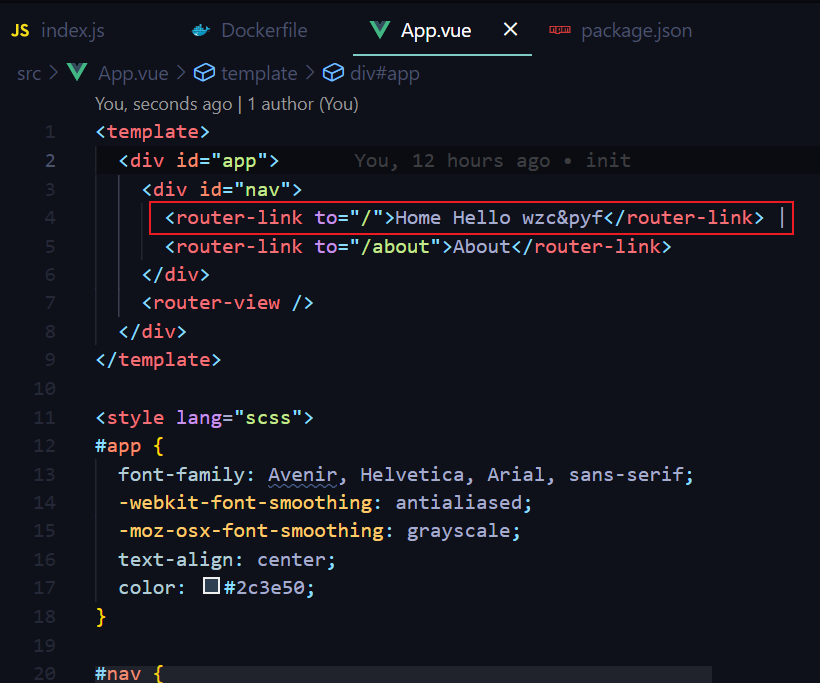 JS index.js Dockerfile App.vue × package.json
src > App.vue > template > div#app
You, seconds ago | 1 author (You)
1 <template>
2 <div id="app"> You, 12 hours ago • init
3 <div id="nav">
4 <router-link to="/">Home Hello wzc&pyf</router-link> |
5 <router-link to="/about">About</router-link>
6 </div>
7 <router-view />
8 </div>
9 </template>
10
11 <style lang="scss">
12 #app {
13 font-family: Avenir, Helvetica, Arial, sans-serif;
14 -webkit-font-smoothing: antialiased;
15 -moz-osx-font-smoothing: grayscale;
16 text-align: center;
17 color: #2c3e50;
18 }
19
20 #nav {